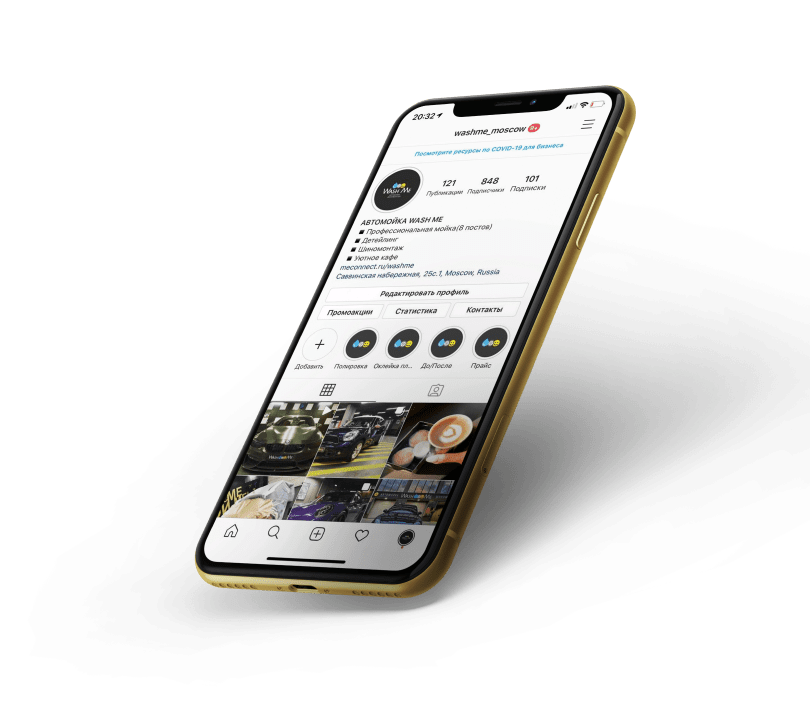 20:32
washme_moscow 9+
Посмотрите ресурсы по COVID-19 для бизнеса
WASH ME
121 848 101
Публикации Подписчики Подписки
АВТОМОЙКА WASH ME
Профессиональная мойка(8 постов)
Детейлинг
Шиномонтаж
Уютное кафе
meconnect.ru/washme
Саввинская набережная, 25с.1, Moscow, Russia
Редактировать профиль
Промоакции Статистика Контакты
Добавить Полировка Оклейка пл... До/После Прайс